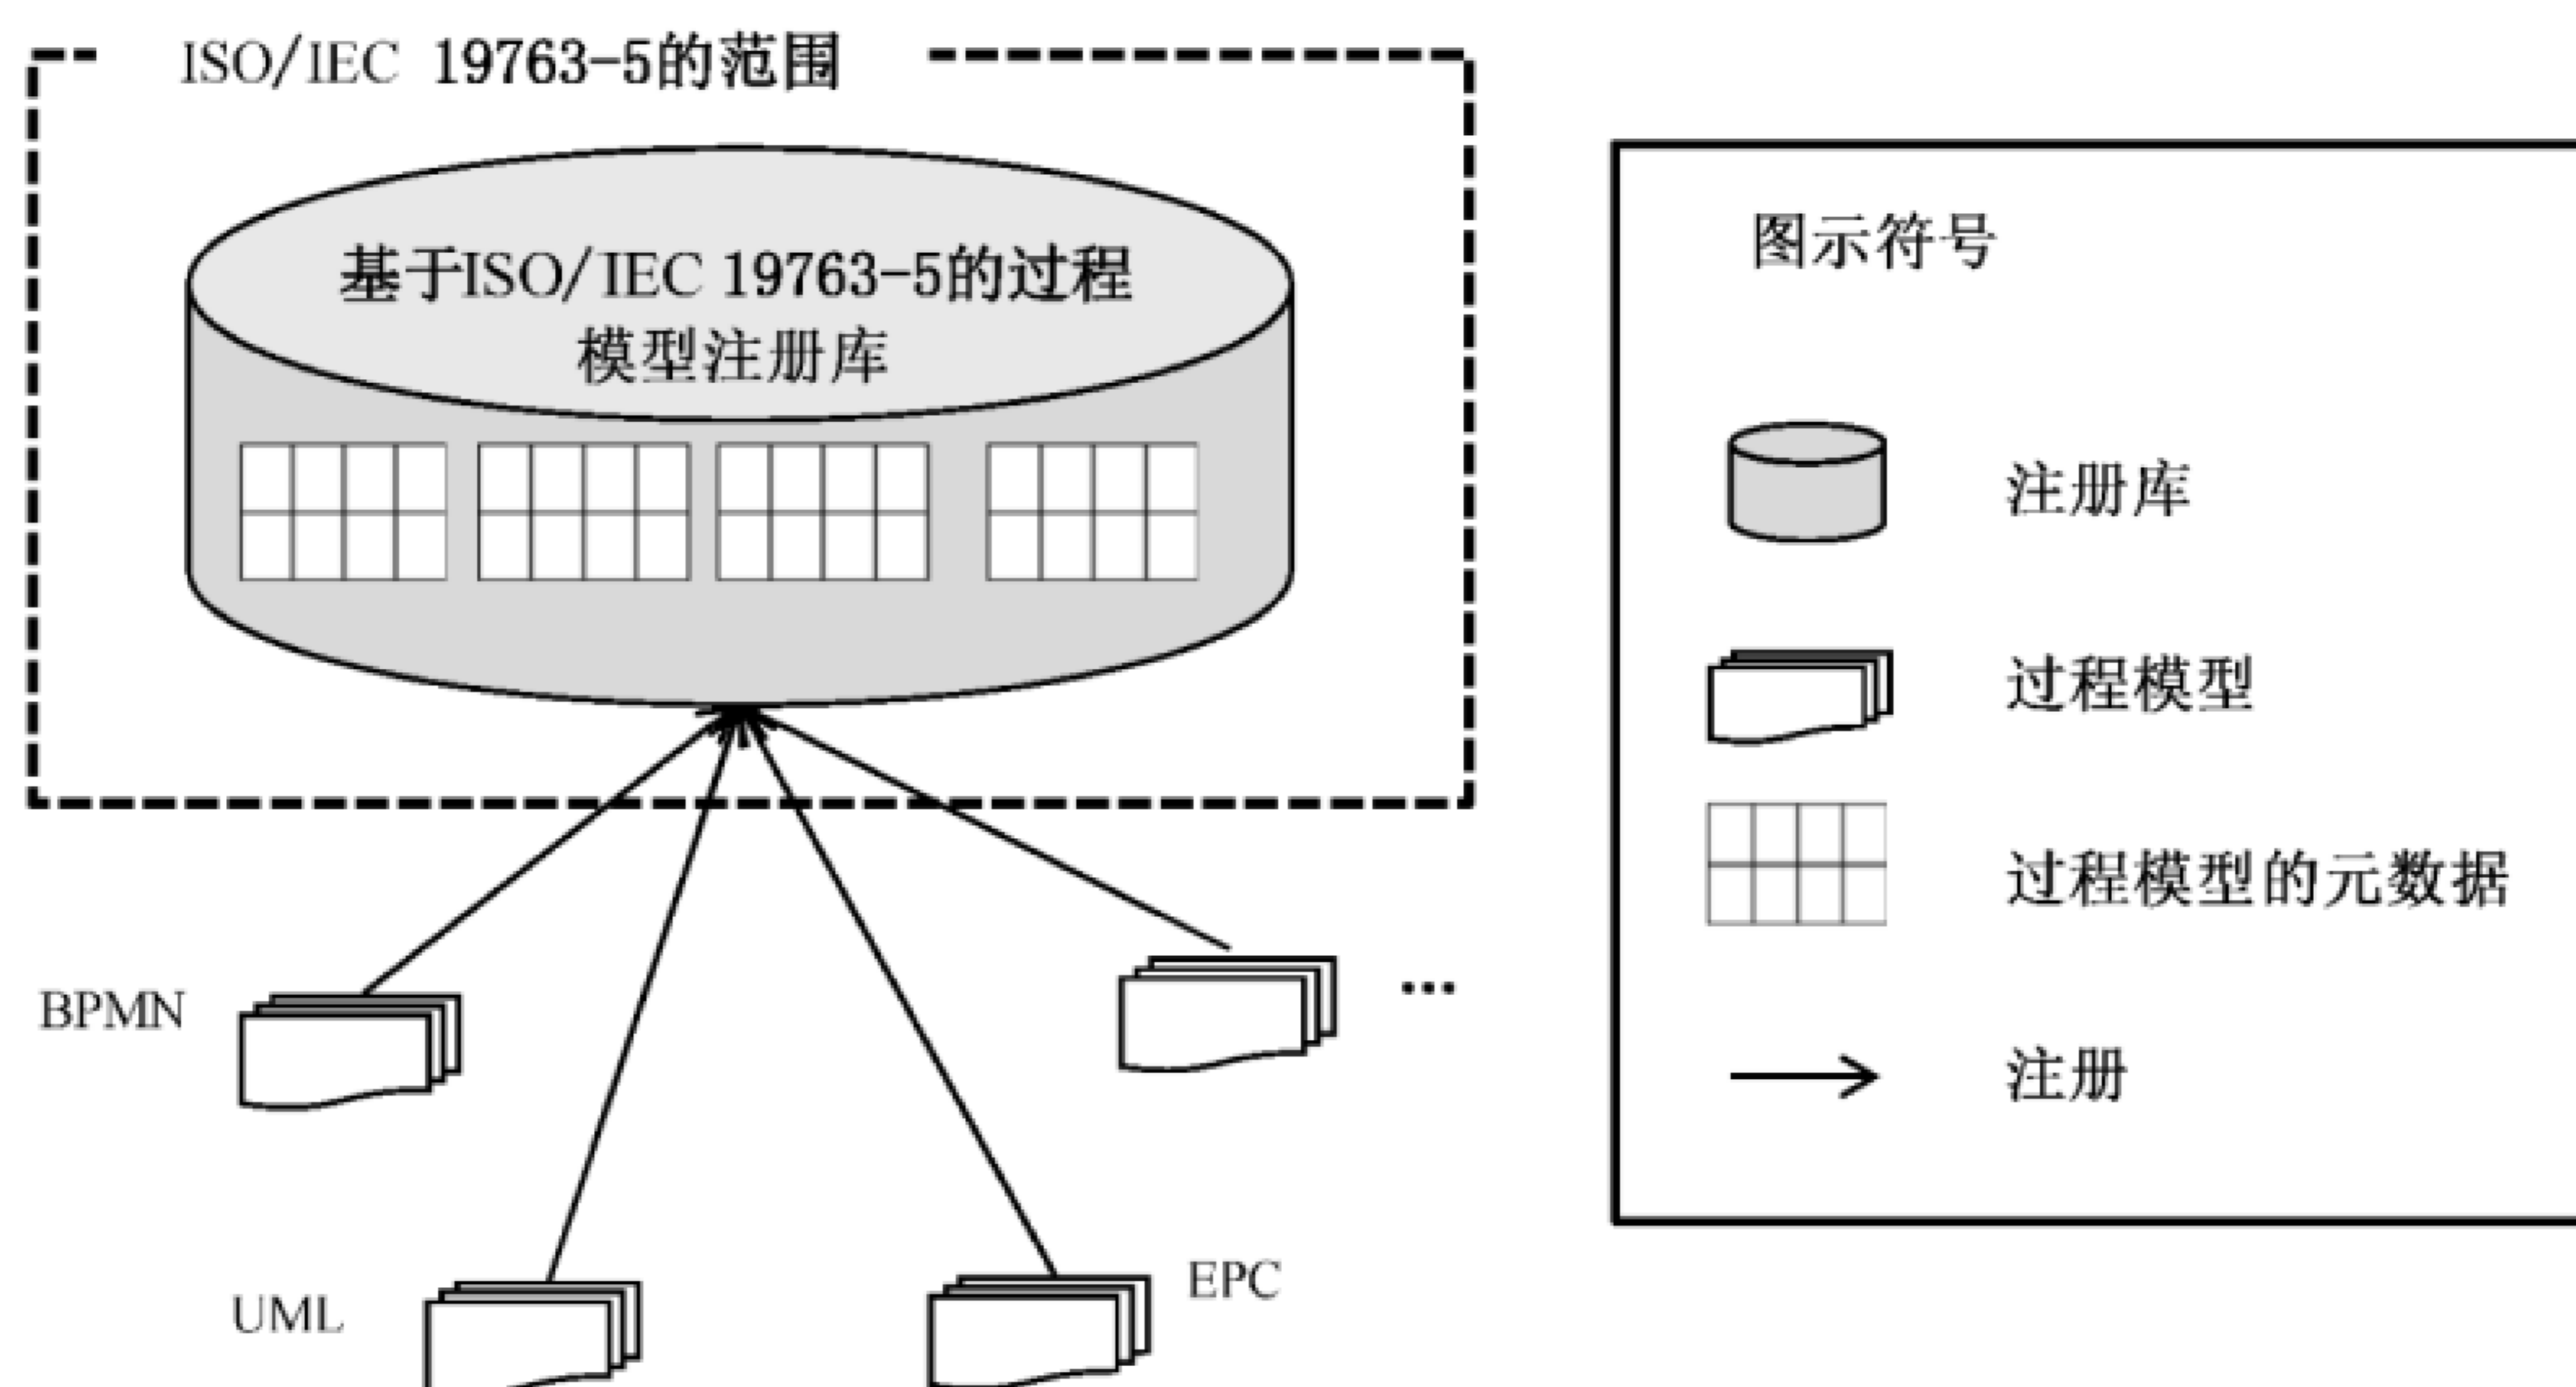 ISO/IEC 19763-5的范围
基于ISO/IEC 19763-5的过程
模型注册库
BPMN
...
UML
EPC
图示符号
注册库
过程模型
过程模型的元数据
注册